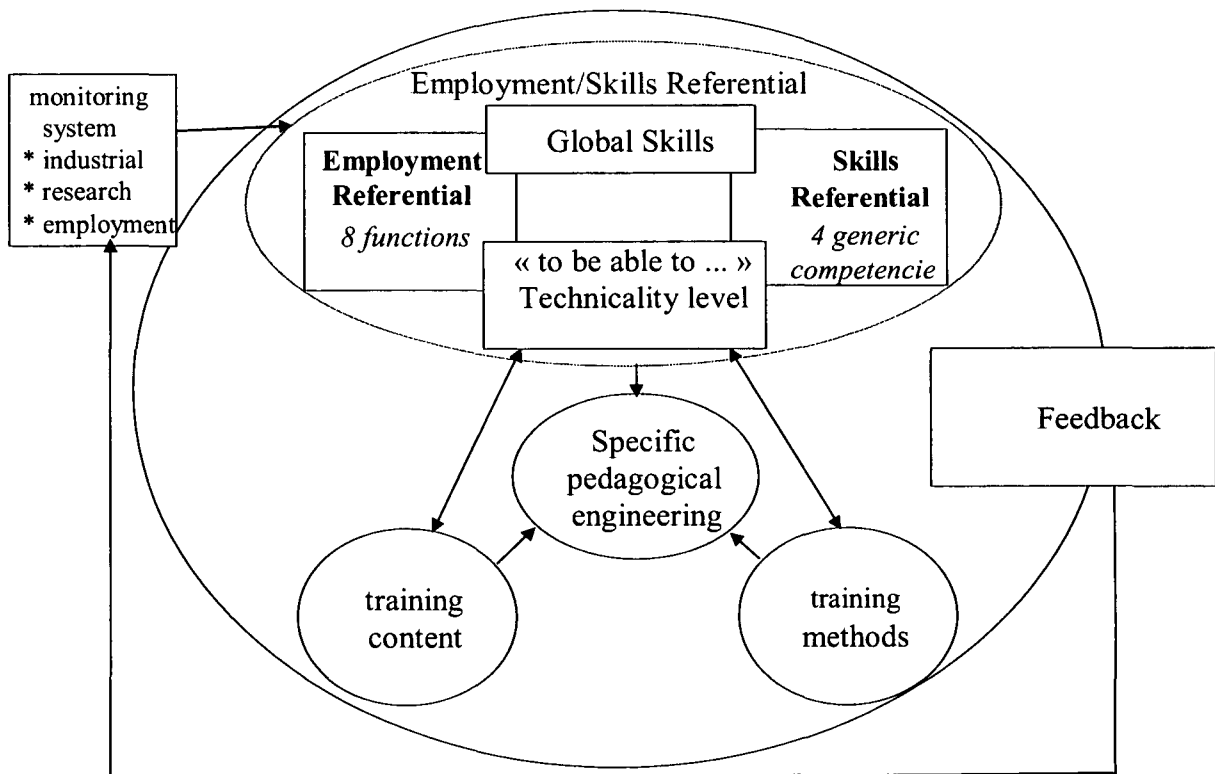 Employment/Skills Referential
monitoring
system
* industrial
* research
* employment
Global Skills
Employment
Referential
8 functions
Skills
Referential
4 generic
competencie
« to be able to ... »
Technicality level
Feedback
Specific
pedagogical
engineering
training
content
training
methods